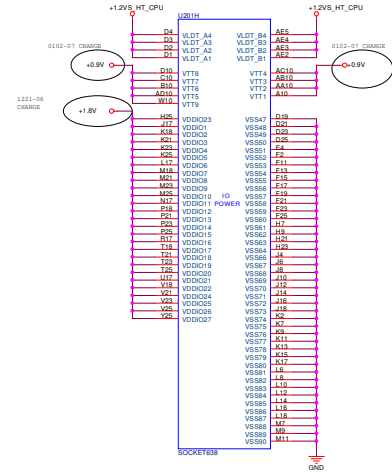 +1.2VS_HT_CPU
+1.2VS_HT_CPU
U201H
D4 VLDT_A4 VLDT_B4 AE5
D3 VLDT_A3 VLDT_B3 AE4
D2 VLDT_A2 VLDT_B2 AE3
D1 VLDT_A1 VLDT_B1 AE2
0102-07 CHANGE
0102-07 CHANGE
+0.9V
+0.9V
D10 VTT8 VTT4 AC10
C10 VTT7 VTT3 AB10
B10 VTT6 VTT2 AA10
AD10 VTT5 VTT1 A10
W10 VTT9
1221-06
CHANGE
+1.8V
H25 VDDIO23 VSS47 D19
J17 VDDIO1 VSS48 D21
K18 VDDIO2 VSS49 D23
K21 VDDIO3 VSS50 D25
K23 VDDIO4 VSS51 E4
K25 VDDIO5 VSS52 F2
L17 VDDIO6 VSS53 F11
M18 VDDIO7 VSS54 F13
M21 VDDIO8 VSS55 F15
M23 VDDIO9 VSS56 F17
M25 VDDIO10 IO VSS57 F19
N17 VDDIO11 POWER VSS58 F21
P18 VDDIO12 VSS59 F23
P21 VDDIO13 VSS60 F25
P23 VDDIO14 VSS61 H7
P25 VDDIO15 VSS62 H9
R17 VDDIO16 VSS63 H21
T18 VDDIO17 VSS64 H23
T21 VDDIO18 VSS66 J4
T23 VDDIO19 VSS67 J6
T25 VDDIO20 VSS68 J8
U17 VDDIO21 VSS69 J10
V18 VDDIO22 VSS70 J12
V21 VDDIO24 VSS71 J14
V23 VDDIO25 VSS72 J16
V25 VDDIO26 VSS73 J18
Y25 VDDIO27 VSS74 K2
VSS75 K7
VSS76 K9
VSS77 K11
VSS78 K13
VSS79 K15
VSS80 K17
VSS81 L6
VSS82 L8
VSS83 L10
VSS84 L12
VSS85 L14
VSS86 L16
VSS87 L18
VSS88 M7
VSS89 M9
VSS90 M11
SOCKET638
GND